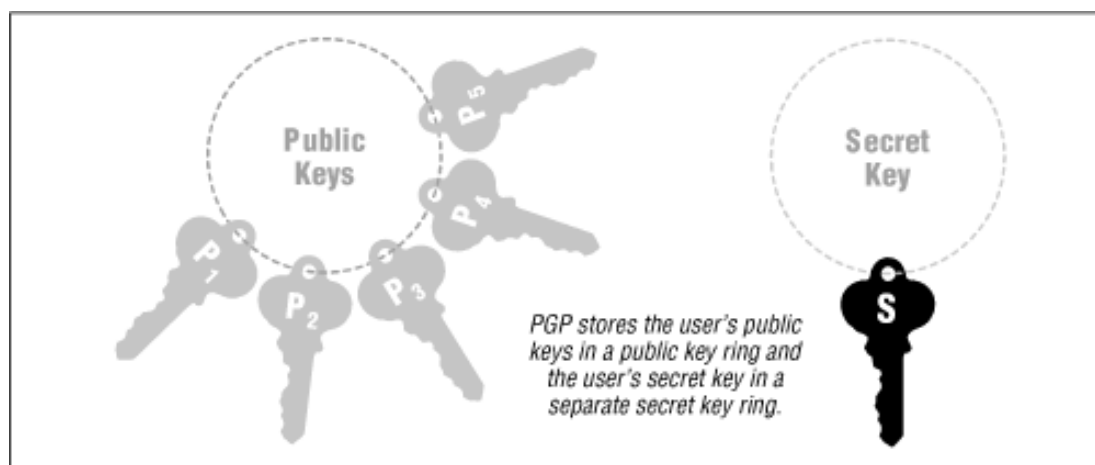 Public
Keys
P5
P4
P3
P2
P1
Secret
Key
S
PGP stores the user's public
keys in a public key ring and
the user's secret key in a
separate secret key ring.